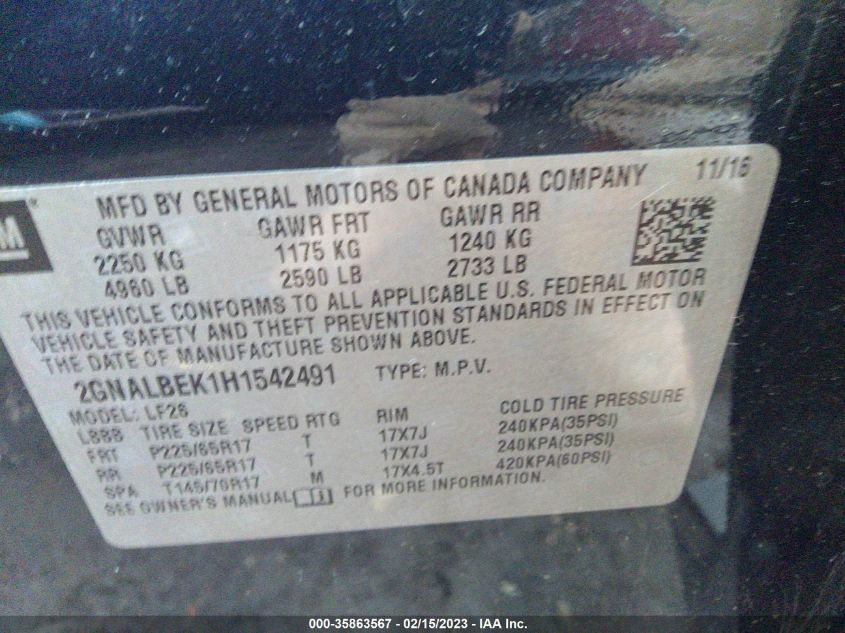 MFD BY GENERAL MOTORS OF CANADA COMPANY 11/16
GM ®
GVWR GAWR FRT GAWR RR
2250 KG 1175 KG 1240 KG
4960 LB 2590 LB 2733 LB
THIS VEHICLE CONFORMS TO ALL APPLICABLE U.S. FEDERAL MOTOR
VEHICLE SAFETY AND THEFT PREVENTION STANDARDS IN EFFECT ON
THE DATE OF MANUFACTURE SHOWN ABOVE.
2GNALBEK1H1542491 TYPE: M.P.V.
MODEL: LF26
L88B TIRE SIZE SPEED RTG RIM COLD TIRE PRESSURE
FRT P225/65R17 T 17X7J 240KPA(35PSI)
RR P225/65R17 T 17X7J 240KPA(35PSI)
SPA T145/70R17 M 17X4.5T 420KPA(60PSI)
SEE OWNER'S MANUAL FOR MORE INFORMATION.
000-35863567 - 02/15/2023 - IAA Inc.